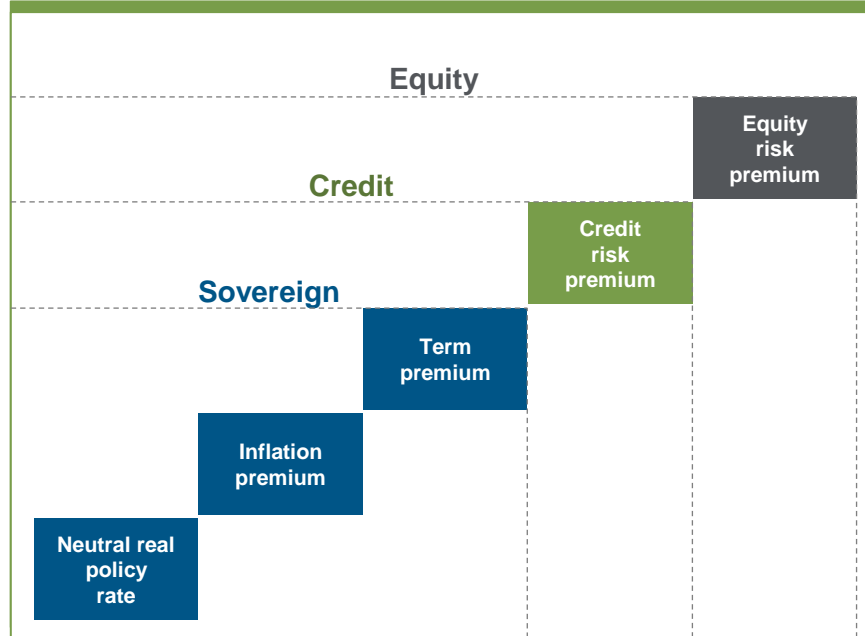 Equity
Equity
risk
premium
Credit
Credit
risk
premium
Sovereign
Term
premium
Inflation
premium
Neutral real
policy
rate